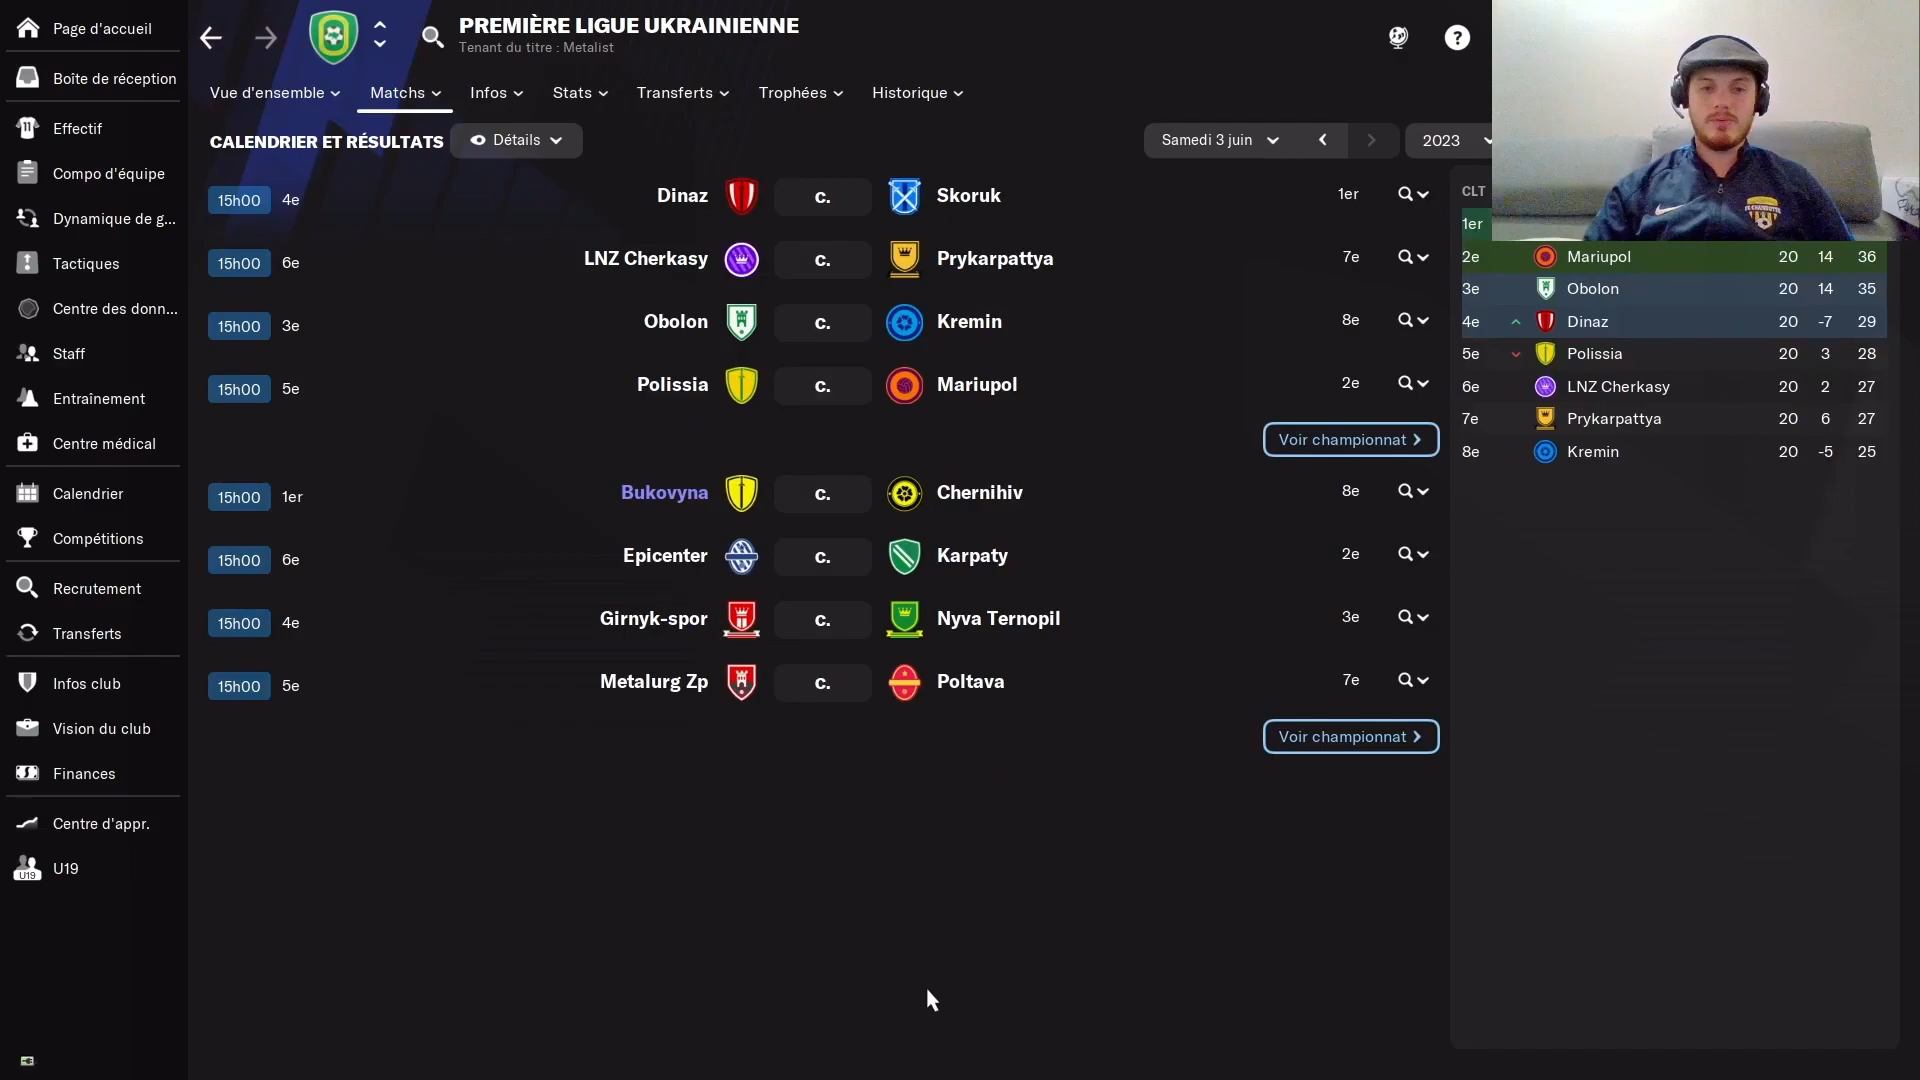 Page d'accueil
Boîte de réception
Effectif
Compo d'équipe
Dynamique de g...
Tactiques
Centre des donn...
Staff
Entraînement
Centre médical
Calendrier
Compétitions
Recrutement
Transferts
Infos club
Vision du club
Finances
Centre d'appr.
U19
U19
PREMIÈRE LIGUE UKRAINIENNE
Tenant du titre : Metalist
?
Vue d'ensemble Matchs Infos Stats Transferts Trophées Historique
CALENDRIER ET RÉSULTATS Détails Samedi 3 juin 2023
15h00 4e Dinaz c. Skoruk 1er
15h00 6e LNZ Cherkasy c. Prykarpattya 7e
15h00 3e Obolon c. Kremin 8e
15h00 5e Polissia c. Mariupol 2e
Voir championnat
15h00 1er Bukovyna c. Chernihiv 8e
15h00 6e Epicenter c. Karpaty 2e
15h00 4e Girnyk-spor c. Nyva Ternopil 3e
15h00 5e Metalurg Zp c. Poltava 7e
Voir championnat
CLT
1er
2e Mariupol 20 14 36
3e Obolon 20 14 35
4e Dinaz 20 -7 29
5e Polissia 20 3 28
6e LNZ Cherkasy 20 2 27
7e Prykarpattya 20 6 27
8e Kremin 20 -5 25